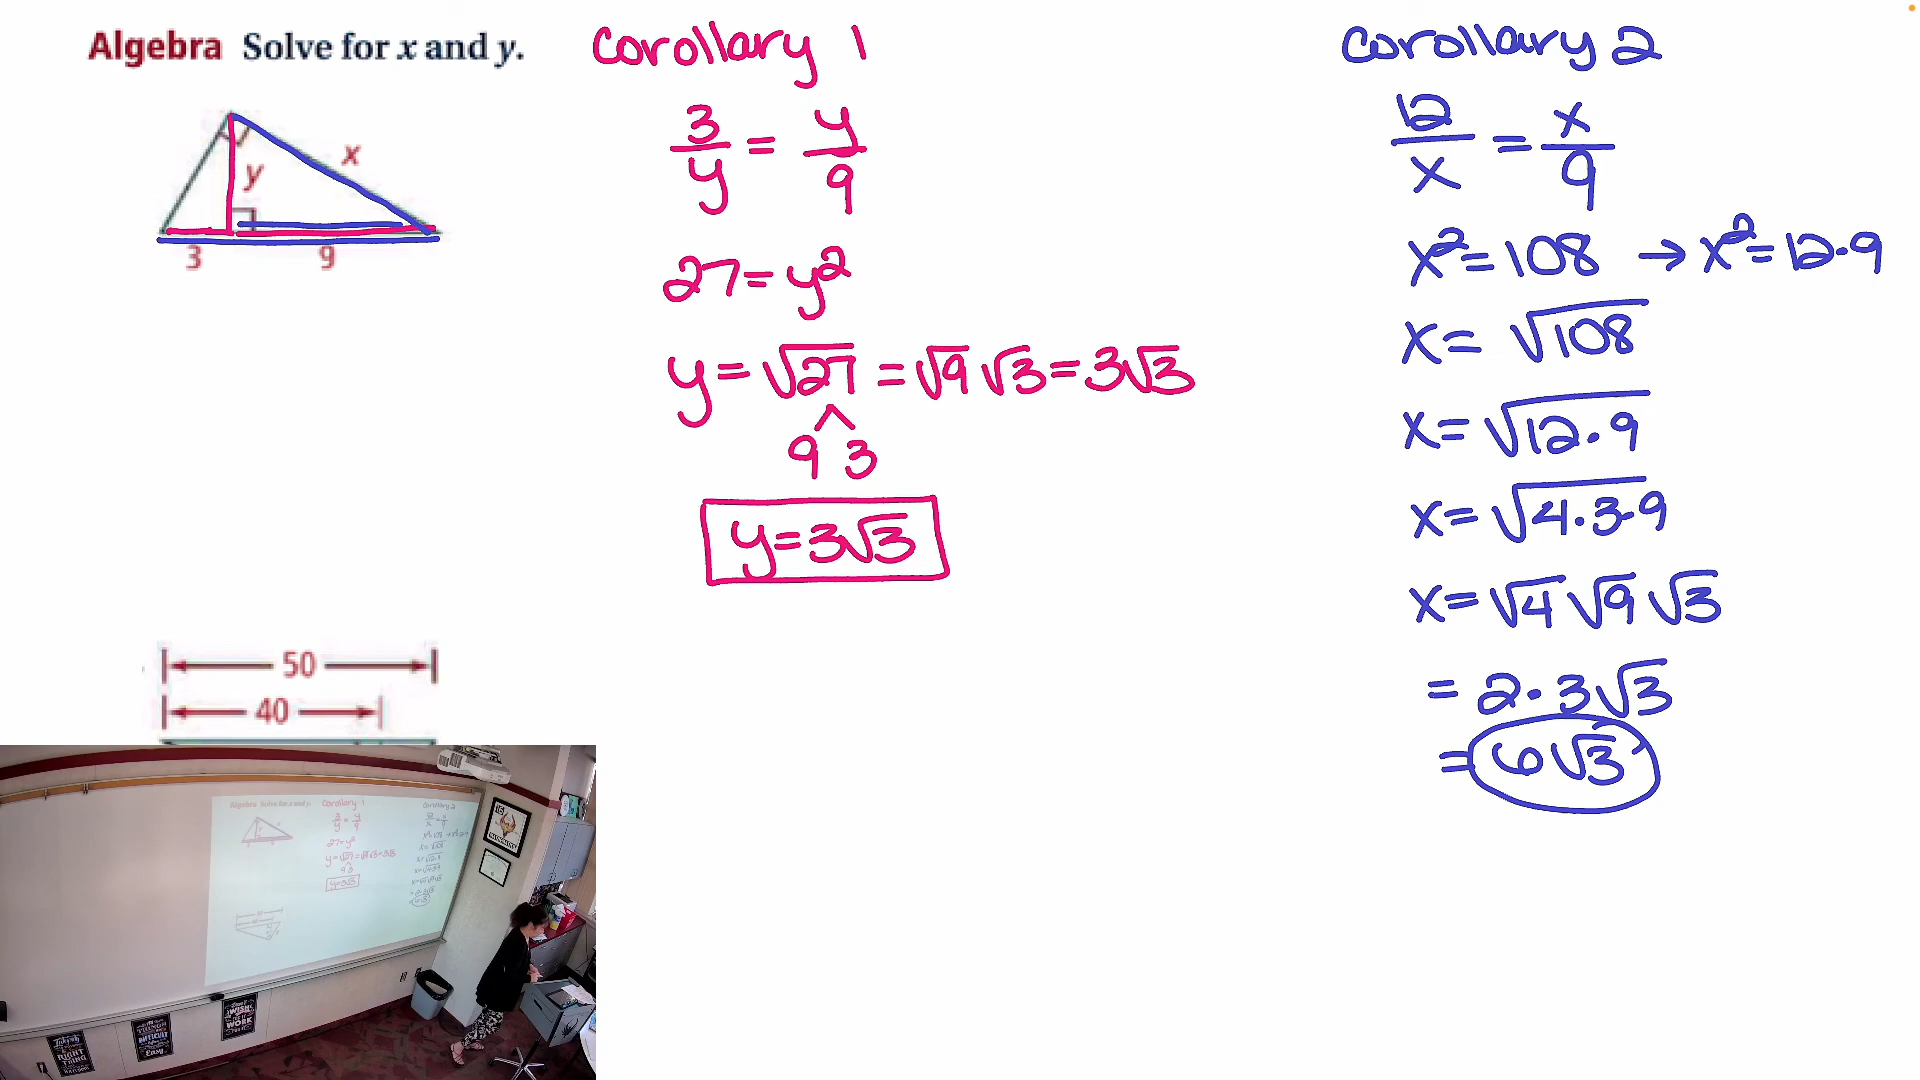 Algebra Solve for x and y.
x
y
3
9
corollary 1
3/y = y/9
27=y²
y=√27=√9√3=3√3
9 3
y=3√3
corollary 2
12/x = x/9
x²=108 → x²=12·9
x=√108
x=√12·9
x=√4·3·9
x=√4√9√3
=2·3√3
=6√3
50
40